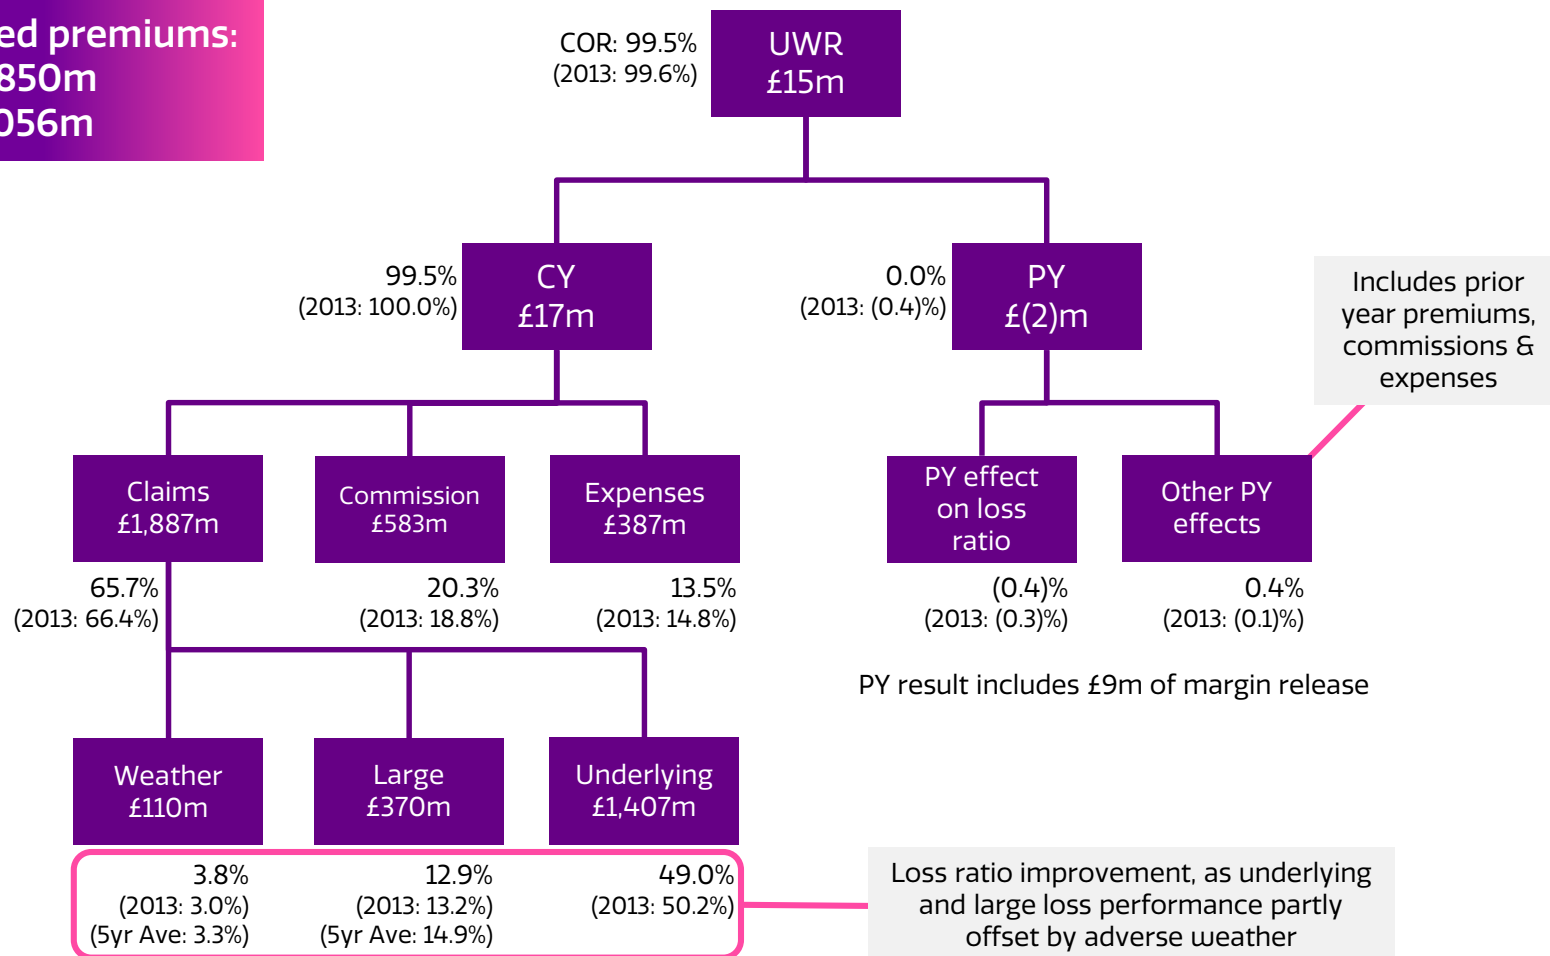 premiums:
850m
056m
COR: 99.5%
(2013: 99.6%)
UWR
£15m
99.5%
(2013: 100.0%)
CY
£17m
0.0%
(2013: (0.4)%)
PY
£(2)m
Includes prior
year premiums,
commissions &
expenses
Claims
£1,887m
Commission
£583m
Expenses
£387m
PY effect
on loss
ratio
Other PY
effects
65.7%
(2013: 66.4%)
20.3%
(2013: 18.8%)
13.5%
(2013: 14.8%)
(0.4)%
(2013: (0.3)%)
0.4%
(2013: (0.1)%)
PY result includes £9m of margin release
Weather
£110m
Large
£370m
Underlying
£1,407m
3.8%
(2013: 3.0%)
(5yr Ave: 3.3%)
12.9%
(2013: 13.2%)
(5yr Ave: 14.9%)
49.0%
(2013: 50.2%)
Loss ratio improvement, as underlying
and large loss performance partly
offset by adverse weather